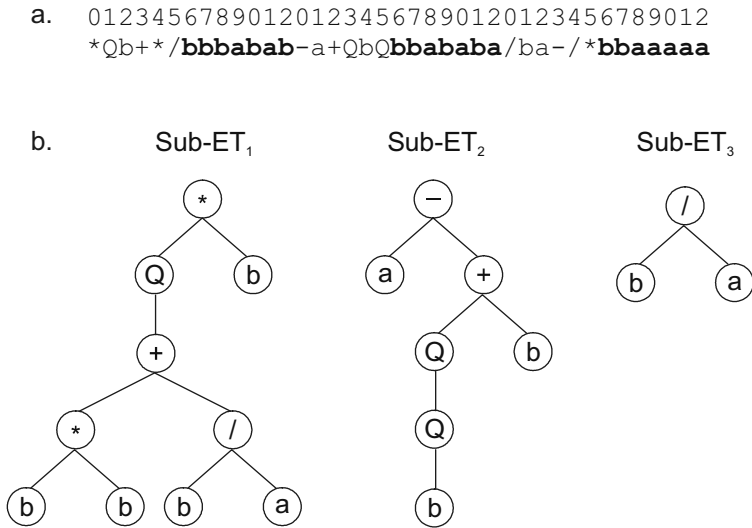 a. 012345678901201234567890120123456789012
*Qb+*/bbbabab-a+QbQbbababa/ba-/*bbaaaaa
b. Sub-ET₁ Sub-ET₂ Sub-ET₃
* − /
Q b a + b a
+ Q b
* / Q
b b b a b